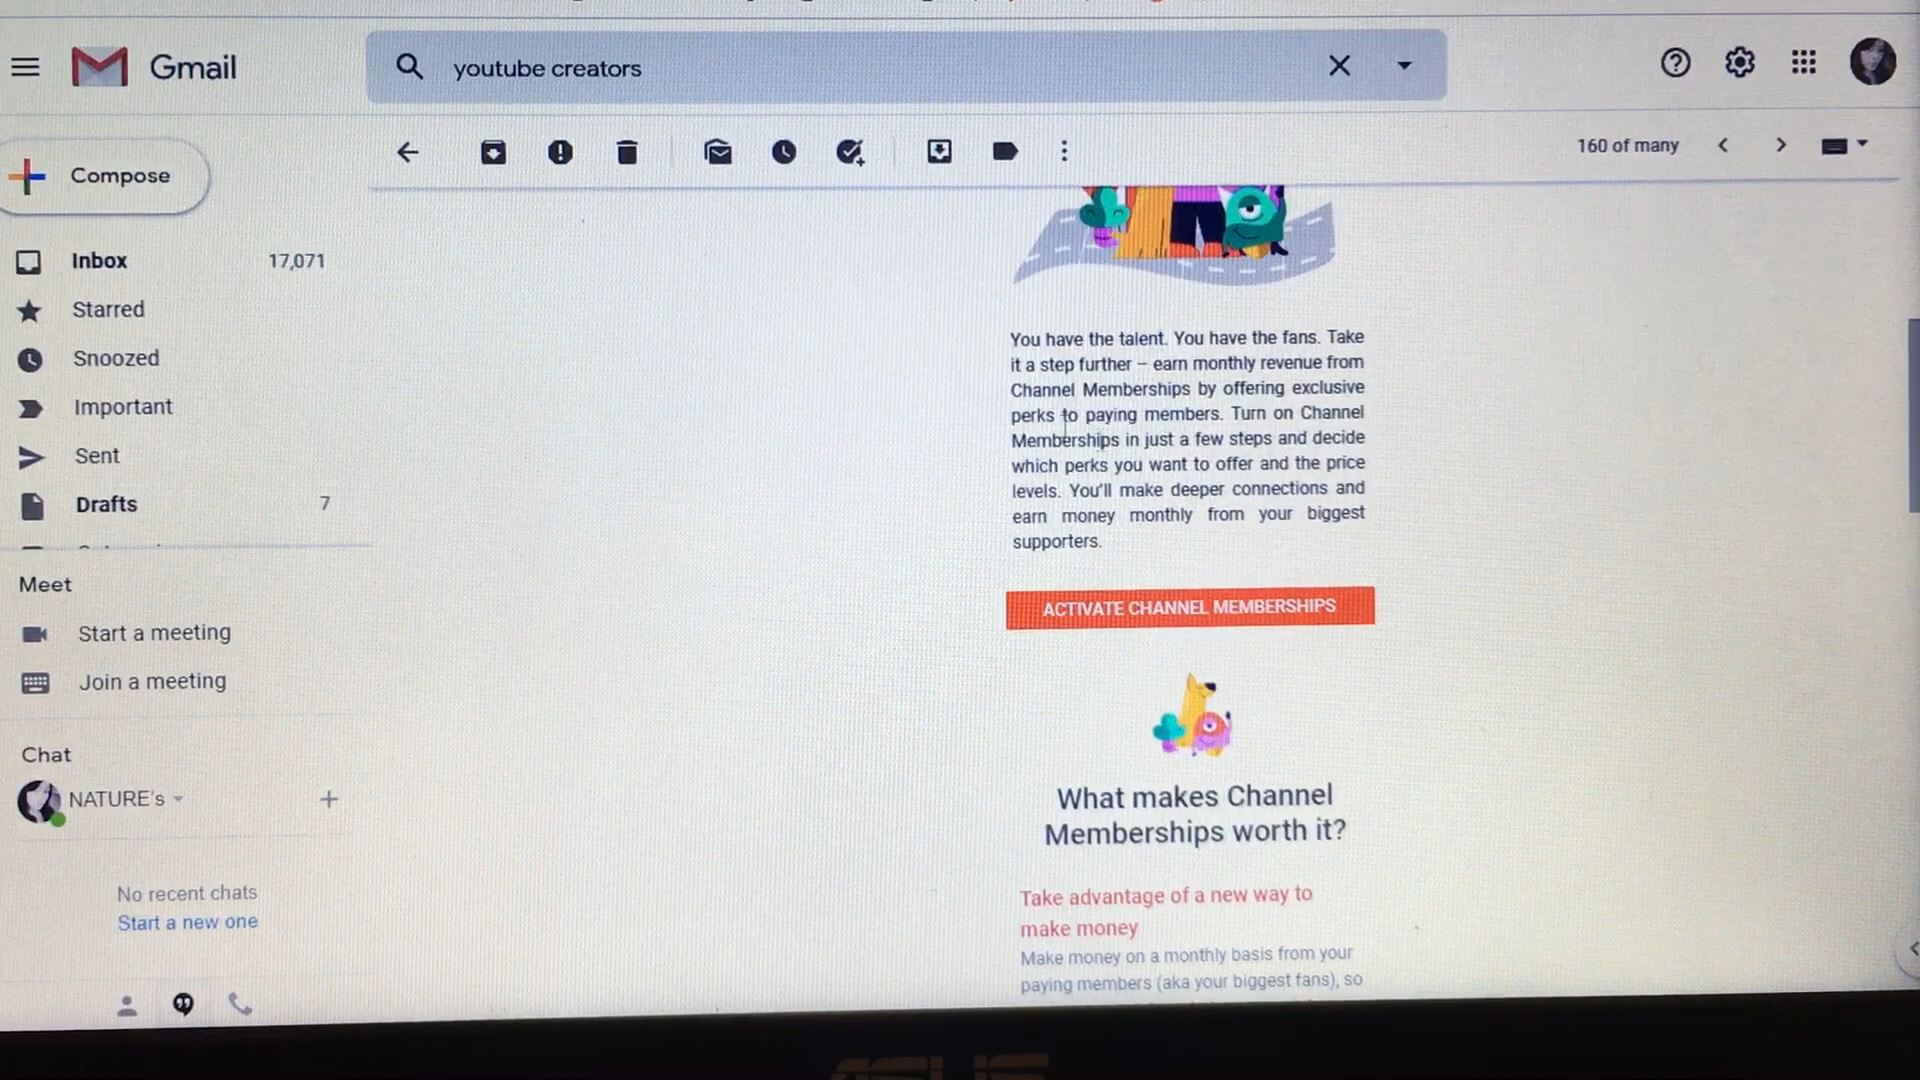 Gmail
youtube creators
Compose
160 of many
Inbox 17,071
Starred
Snoozed
Important
Sent
Drafts 7
Meet
Start a meeting
Join a meeting
Chat
NATURE's
No recent chats
Start a new one
You have the talent. You have the fans. Take
it a step further – earn monthly revenue from
Channel Memberships by offering exclusive
perks to paying members. Turn on Channel
Memberships in just a few steps and decide
which perks you want to offer and the price
levels. You'll make deeper connections and
earn money monthly from your biggest
supporters.
ACTIVATE CHANNEL MEMBERSHIPS
What makes Channel
Memberships worth it?
Take advantage of a new way to
make money
Make money on a monthly basis from your
paying members (aka your biggest fans), so